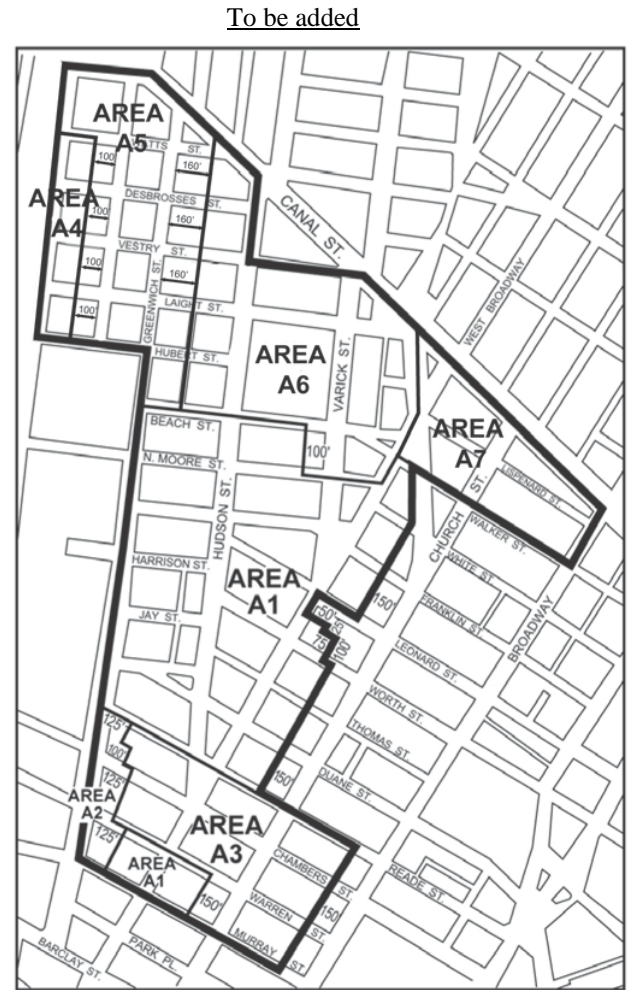 To be added
AREA
A5
WATTS ST.
100'
160'
AREA
A4
DESBROSSES ST.
100'
160'
CANAL ST.
VESTRY ST.
100'
160'
GREENWICH ST.
WEST BROADWAY
LAIGHT ST.
100'
HUBERT ST.
AREA
A6
VARICK ST.
BEACH ST.
AREA
A7
100'
N. MOORE ST.
LISPENARD ST.
HUDSON ST.
CHURCH ST.
WALKER ST.
HARRISON ST.
WHITE ST.
AREA
A1
150'
50'
25'
75'
100'
FRANKLIN ST.
BROADWAY
JAY ST.
LEONARD ST.
WORTH ST.
125'
100'
THOMAS ST.
125'
150'
DUANE ST.
AREA
A2
AREA
A3
125'
AREA
A1
CHAMBERS ST.
READE ST.
150'
WARREN ST.
150'
MURRAY ST.
PARK PL.
BARCLAY ST.